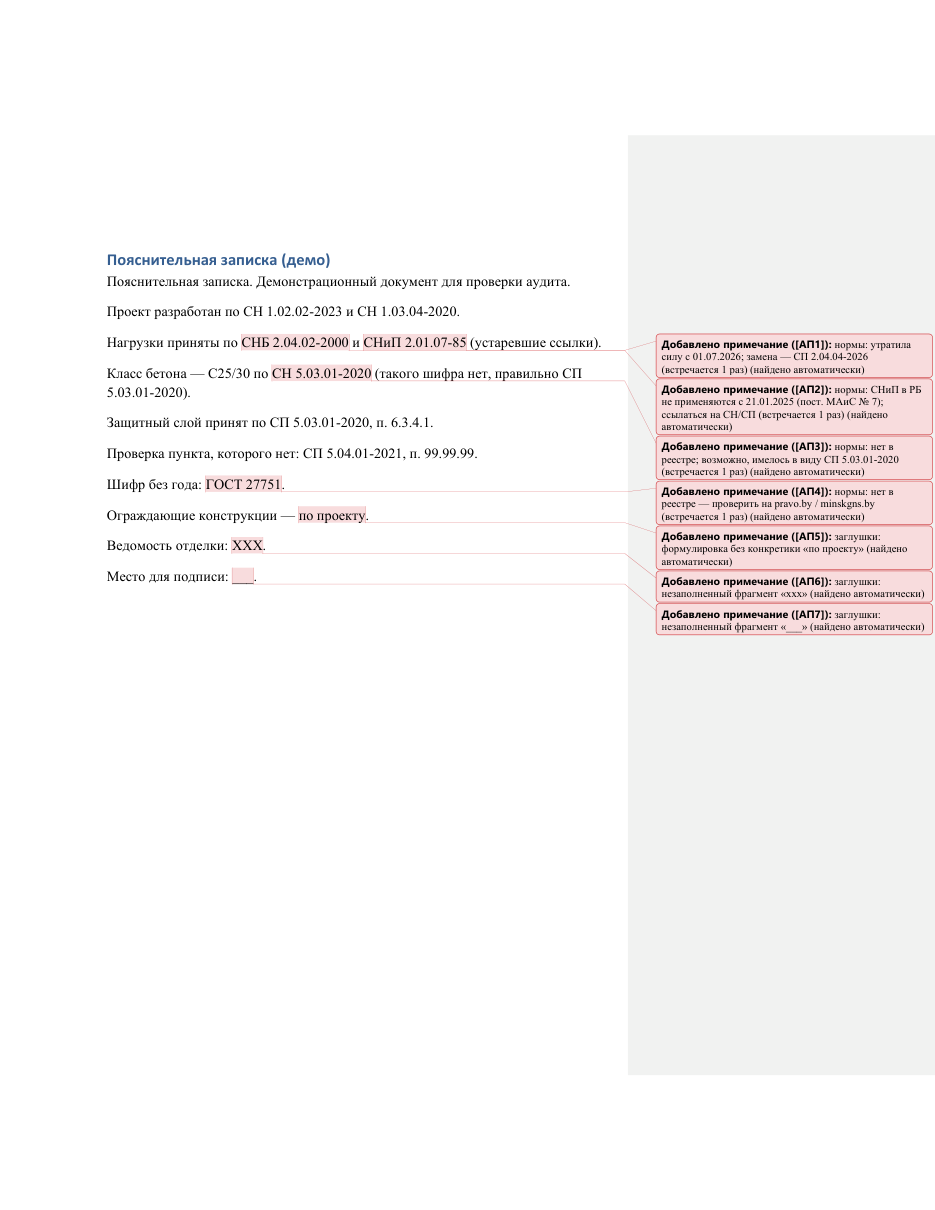 Пояснительная записка (демо)
Пояснительная записка. Демонстрационный документ для проверки аудита.
Проект разработан по СН 1.02.02-2023 и СН 1.03.04-2020.
Нагрузки приняты по СНБ 2.04.02-2000 и СНиП 2.01.07-85 (устаревшие ссылки).
Класс бетона — С25/30 по СН 5.03.01-2020 (такого шифра нет, правильно СП
5.03.01-2020).
Защитный слой принят по СП 5.03.01-2020, п. 6.3.4.1.
Проверка пункта, которого нет: СП 5.04.01-2021, п. 99.99.99.
Шифр без года: ГОСТ 27751.
Ограждающие конструкции — по проекту.
Ведомость отделки: XXX.
Место для подписи: ___.
Добавлено примечание ([АП1]): нормы: утратила
силу с 01.07.2026; замена — СП 2.04.04-2026
(встречается 1 раз) (найдено автоматически)
Добавлено примечание ([АП2]): нормы: СНиП в РБ
не применяются с 21.01.2025 (пост. МАиС № 7);
ссылаться на СН/СП (встречается 1 раз) (найдено
автоматически)
Добавлено примечание ([АП3]): нормы: нет в
реестре; возможно, имелось в виду СП 5.03.01-2020
(встречается 1 раз) (найдено автоматически)
Добавлено примечание ([АП4]): нормы: нет в
реестре — проверить на pravo.by / minskgns.by
(встречается 1 раз) (найдено автоматически)
Добавлено примечание ([АП5]): заглушки:
формулировка без конкретики «по проекту» (найдено
автоматически)
Добавлено примечание ([АП6]): заглушки:
незаполненный фрагмент «xxx» (найдено автоматически)
Добавлено примечание ([АП7]): заглушки:
незаполненный фрагмент «___» (найдено автоматически)